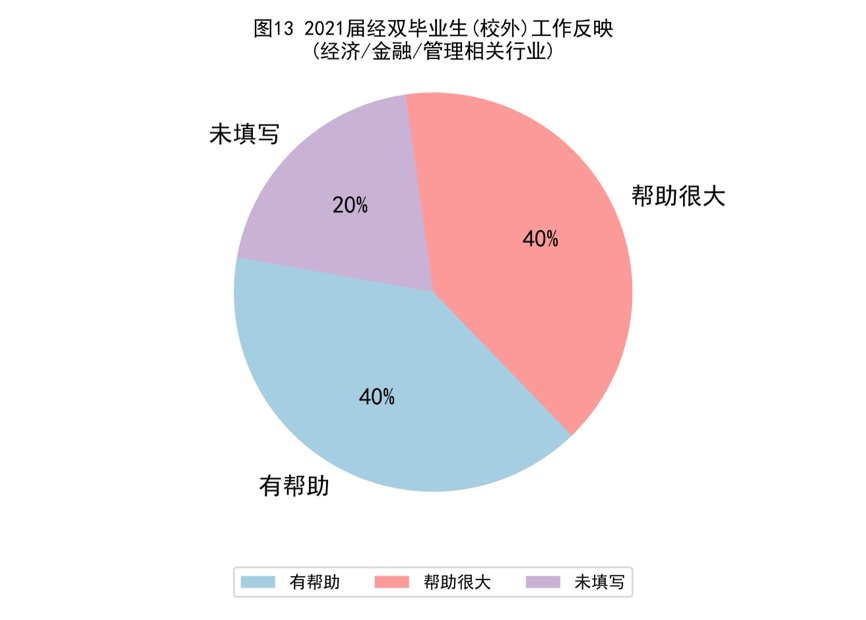 图13 2021届经双毕业生(校外)工作反映
(经济/金融/管理相关行业)
未填写
帮助很大
20%
40%
40%
有帮助
有帮助 帮助很大 未填写